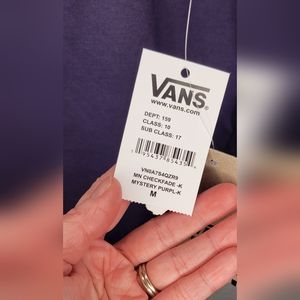 VANS
www.vans.com
DEPT: 159
CLASS: 10
SUB CLASS: 17
VN0A7S4QZR9
MN CHECKFADE -K
MYSTERY PURPL-K
M